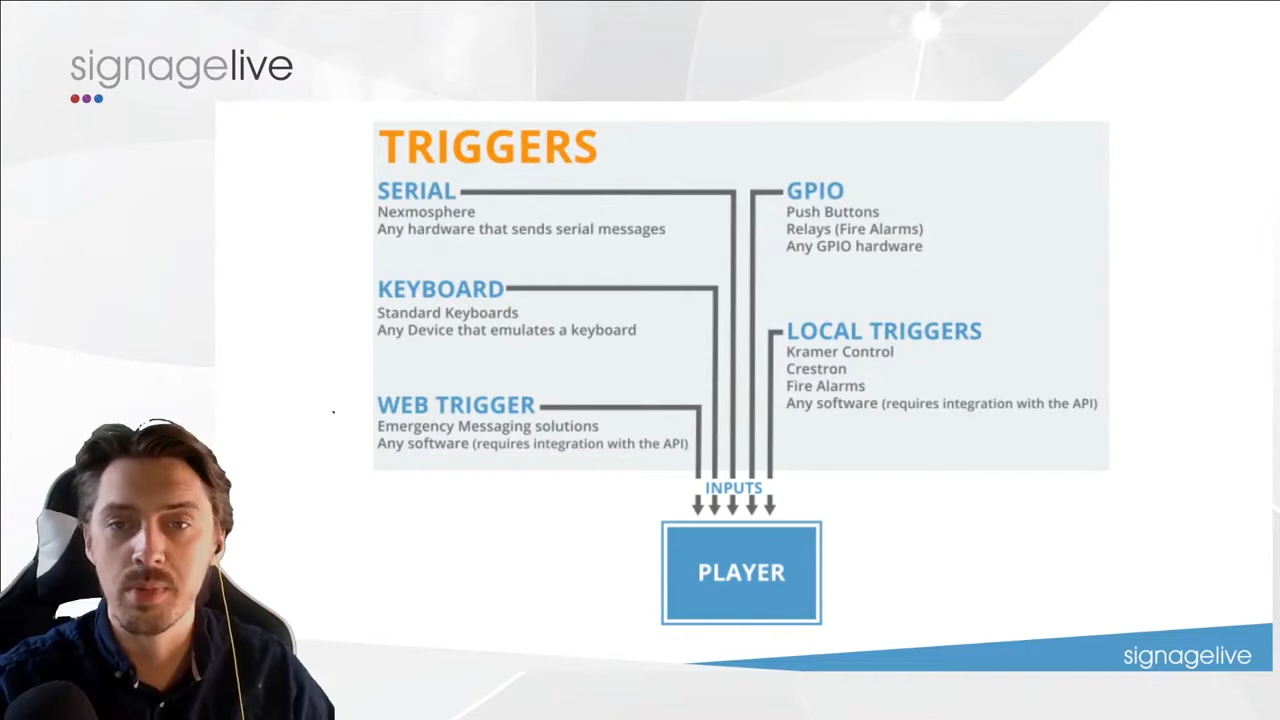 signagelive
TRIGGERS
SERIAL
Nexmosphere
Any hardware that sends serial messages
KEYBOARD
Standard Keyboards
Any Device that emulates a keyboard
WEB TRIGGER
Emergency Messaging solutions
Any software (requires integration with the API)
GPIO
Push Buttons
Relays (Fire Alarms)
Any GPIO hardware
LOCAL TRIGGERS
Kramer Control
Crestron
Fire Alarms
Any software (requires integration with the API)
INPUTS
PLAYER
signagelive